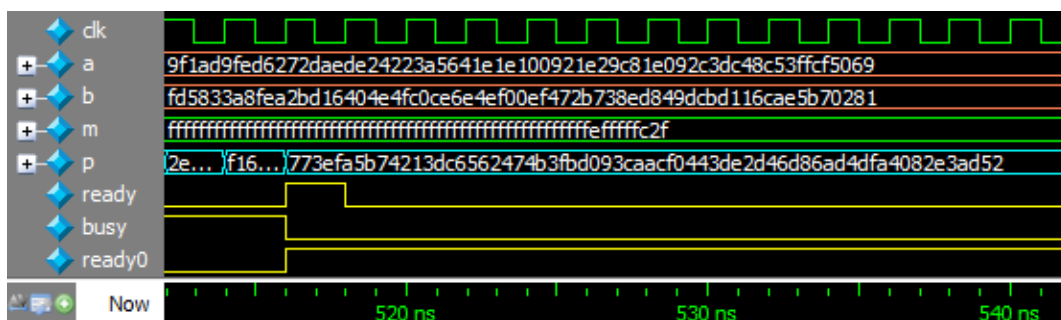 clk
a 9f1ad9fed6272daede24223a5641e1e100921e29c81e092c3dc48c53ffcf5069
b fd5833a8fea2bd16404e4fc0ce6e4ef00ef472b738ed849dcbd116cae5b70281
m fffffffffffffffffffffffffffffffffffffffffffffffffffffffefffffc2f
p 2e... f16... 773efa5b74213dc6562474b3fbd093caacf0443de2d46d86ad4dfa4082e3ad52
ready
busy
ready0
Now 520 ns 530 ns 540 ns